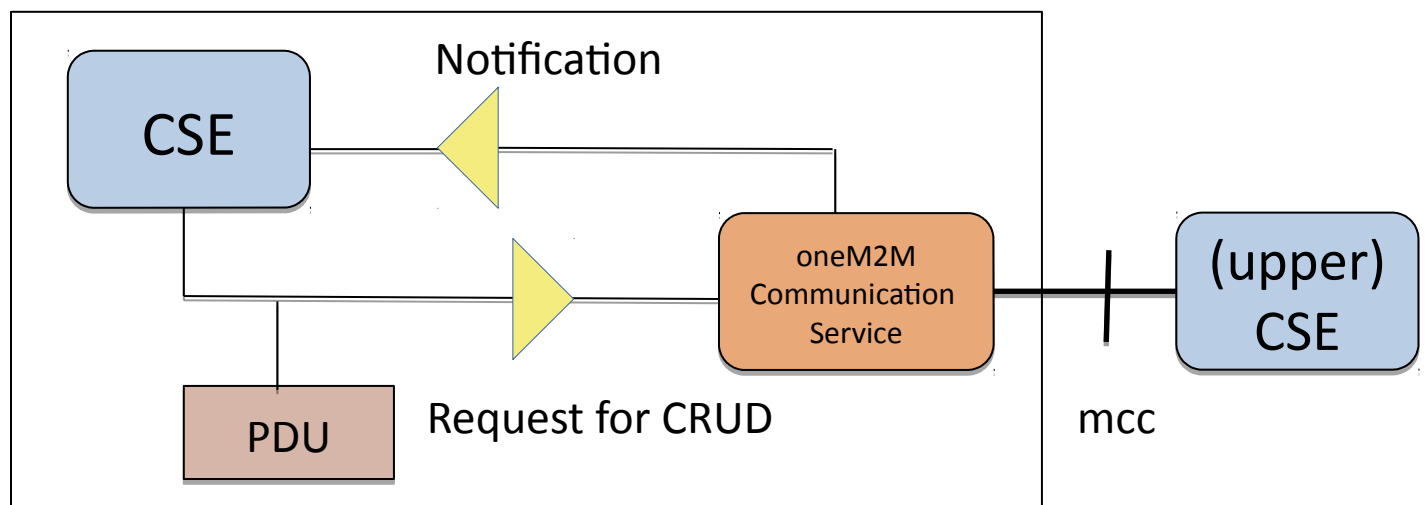 Notification
CSE
oneM2M
Communication
Service
(upper)
CSE
PDU
Request for CRUD
mcc